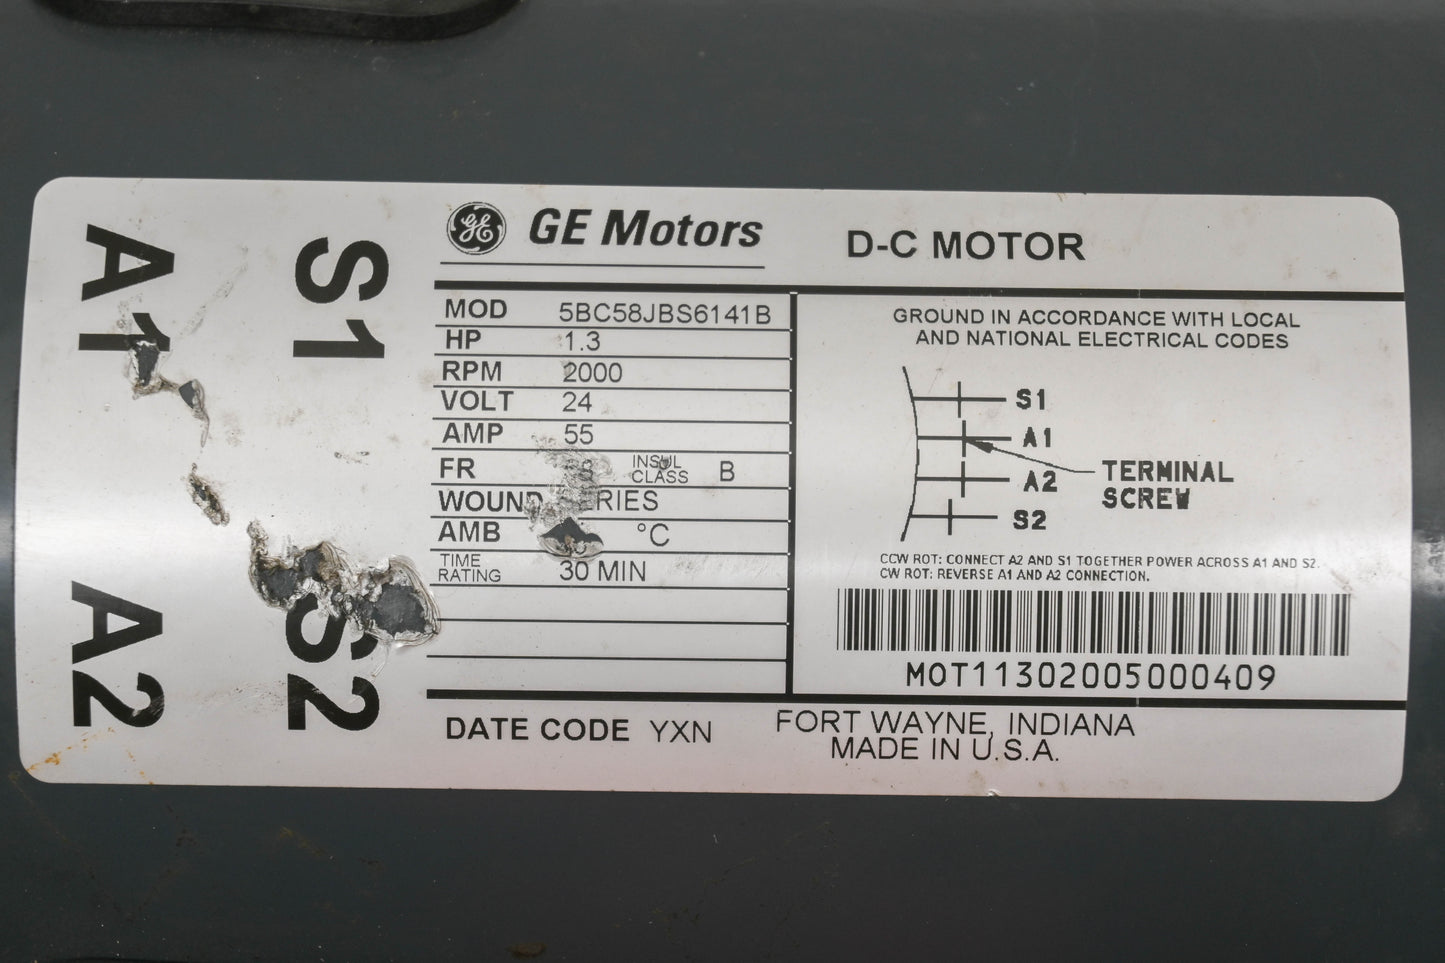 A1
S1
A2
S2
GE
GE Motors
D-C MOTOR
MOD 5BC58JBS6141B
HP 1.3
RPM 2000
VOLT 24
AMP 55
FR INSUL CLASS B
WOUND SERIES
AMB °C
TIME RATING 30 MIN
GROUND IN ACCORDANCE WITH LOCAL
AND NATIONAL ELECTRICAL CODES
S1
A1
A2
S2
TERMINAL
SCREW
CCW ROT: CONNECT A2 AND S1 TOGETHER POWER ACROSS A1 AND S2.
CW ROT: REVERSE A1 AND A2 CONNECTION.
MOT11302005000409
DATE CODE YXN
FORT WAYNE, INDIANA
MADE IN U.S.A.